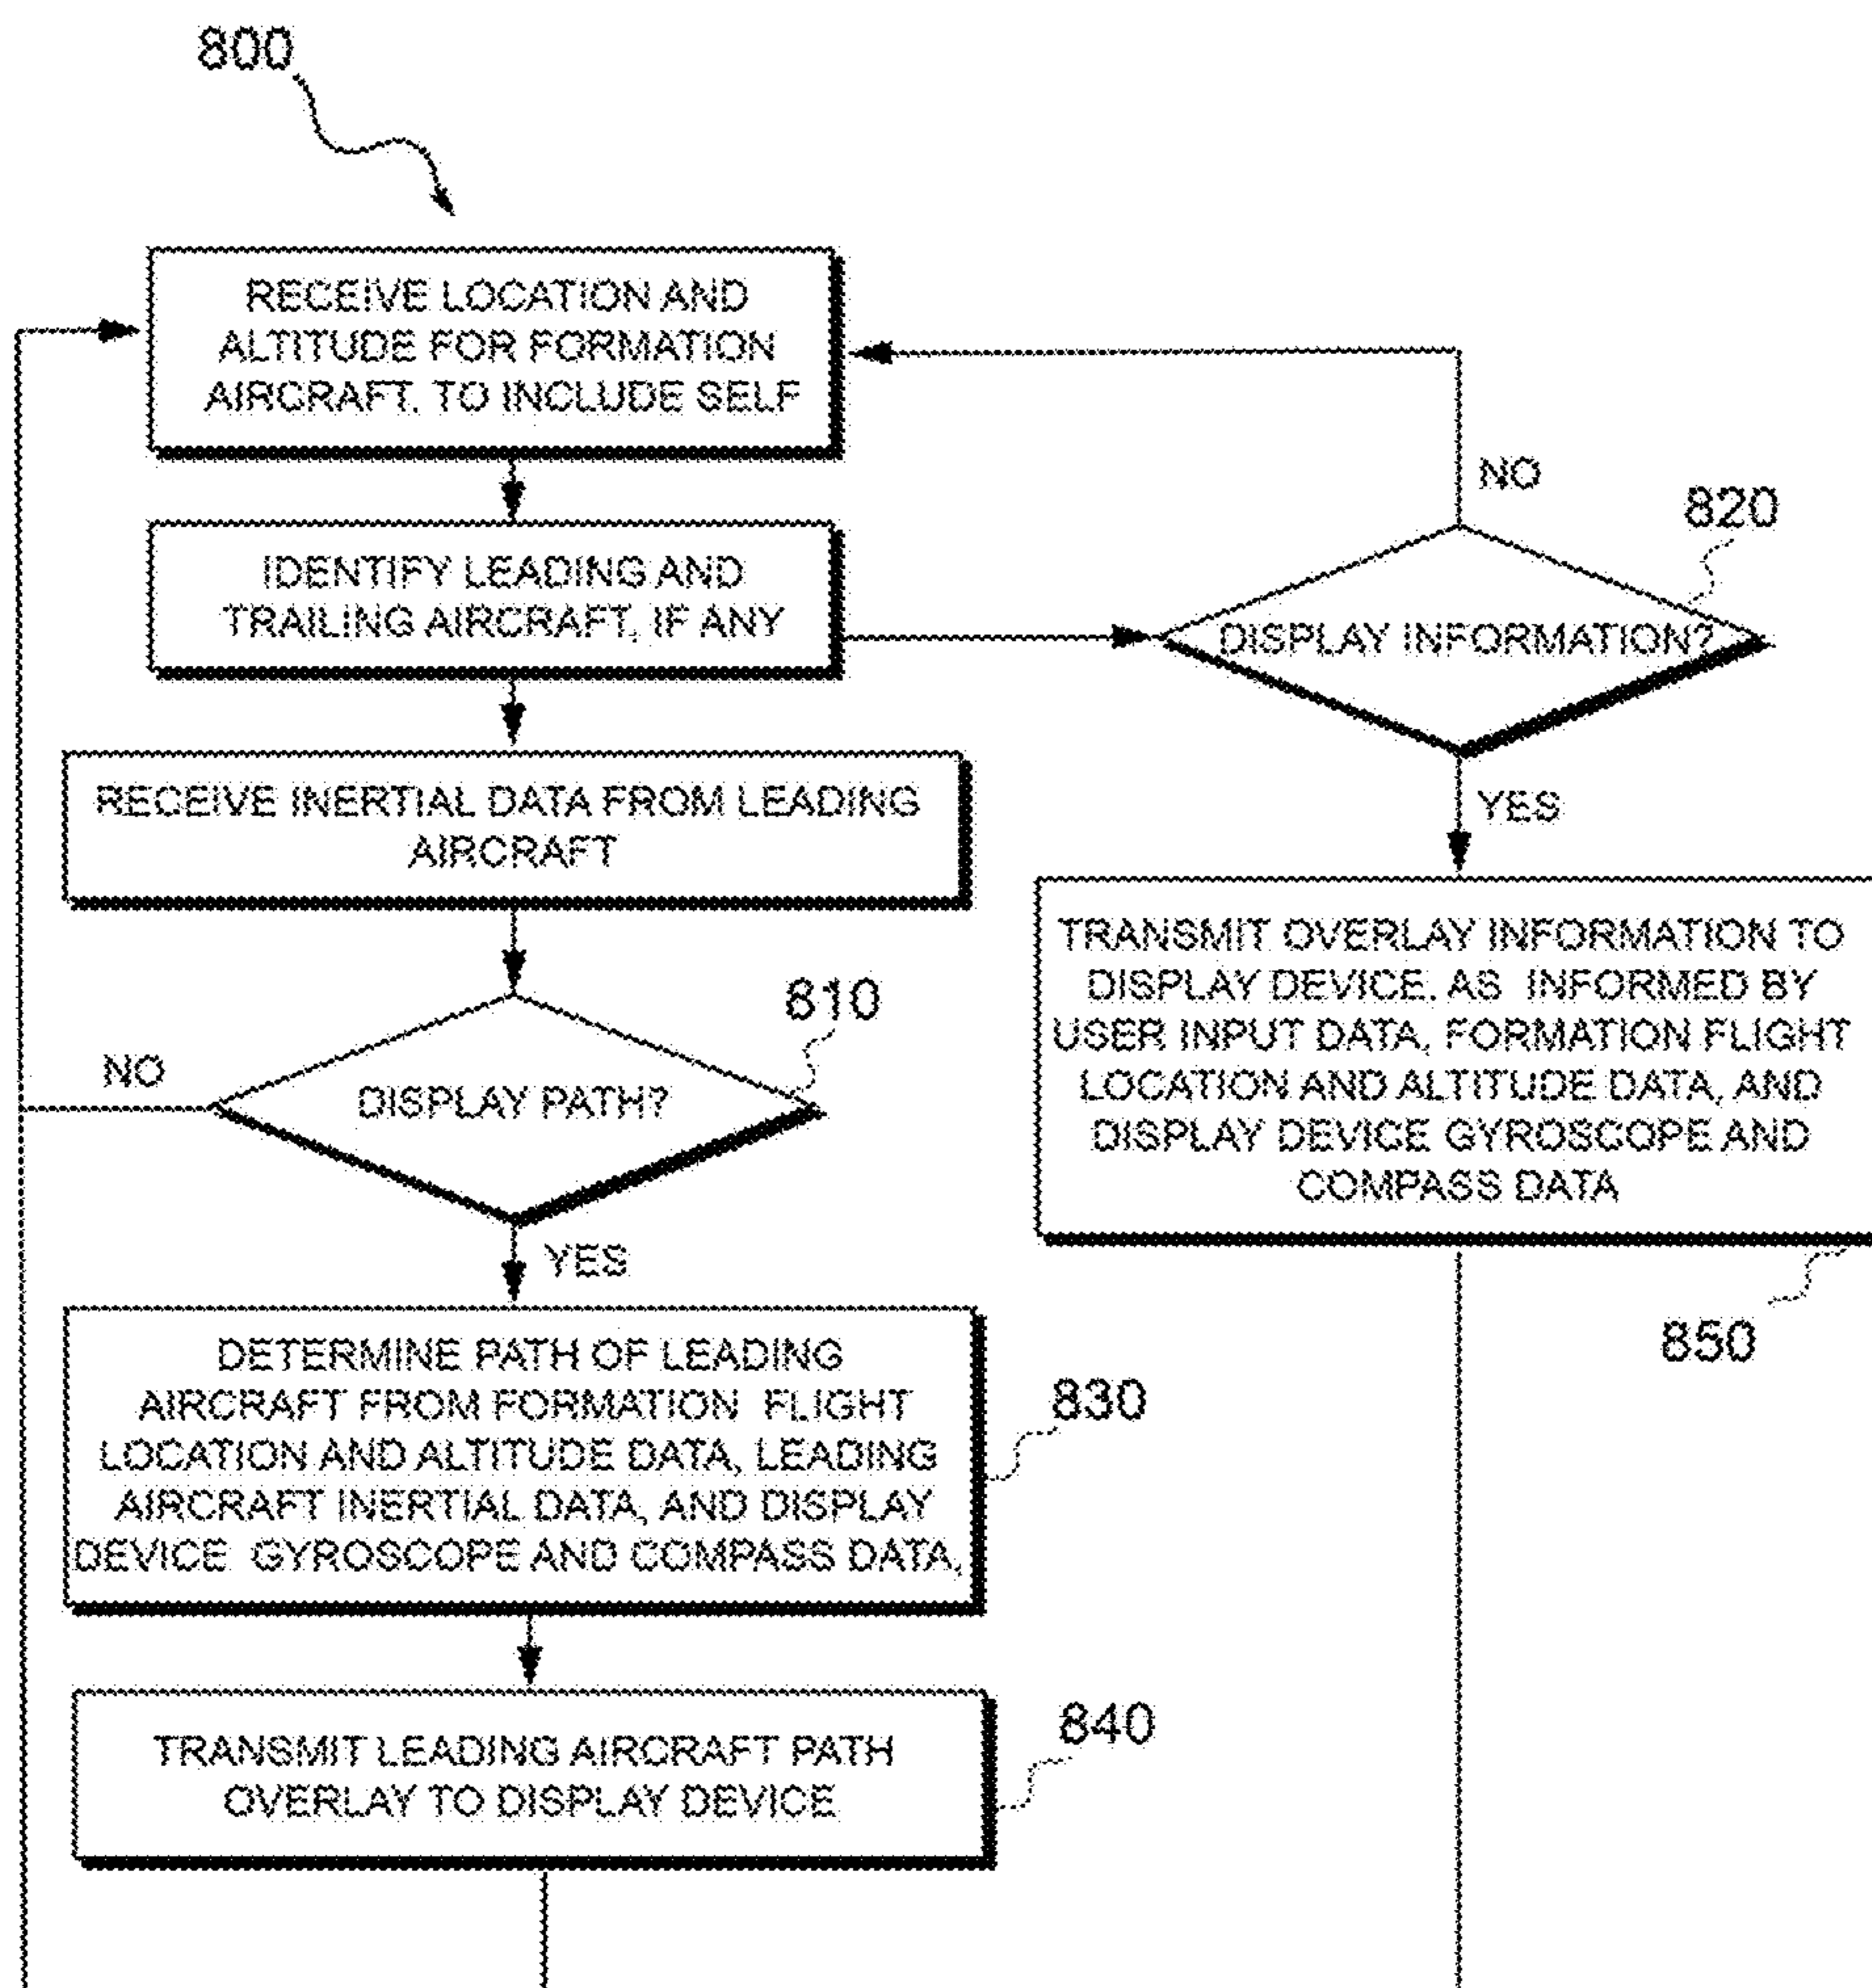 800
RECEIVE LOCATION AND
ALTITUDE FOR FORMATION
AIRCRAFT, TO INCLUDE SELF
IDENTIFY LEADING AND
TRAILING AIRCRAFT, IF ANY
NO
820
DISPLAY INFORMATION?
YES
RECEIVE INERTIAL DATA FROM LEADING
AIRCRAFT
810
NO
DISPLAY PATH?
YES
TRANSMIT OVERLAY INFORMATION TO
DISPLAY DEVICE, AS INFORMED BY
USER INPUT DATA, FORMATION FLIGHT
LOCATION AND ALTITUDE DATA, AND
DISPLAY DEVICE GYROSCOPE AND
COMPASS DATA
850
DETERMINE PATH OF LEADING
AIRCRAFT FROM FORMATION FLIGHT
LOCATION AND ALTITUDE DATA, LEADING
AIRCRAFT INERTIAL DATA, AND DISPLAY
DEVICE GYROSCOPE AND COMPASS DATA,
830
TRANSMIT LEADING AIRCRAFT PATH
OVERLAY TO DISPLAY DEVICE
840